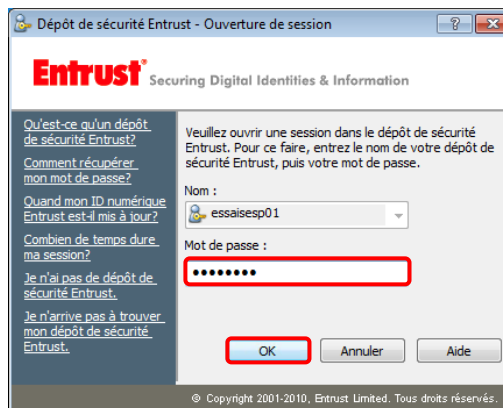 Dépôt de sécurité Entrust - Ouverture de session
Entrust® Securing Digital Identities & Information
Qu'est-ce qu'un dépôt
de sécurité Entrust?
Comment récupérer
mon mot de passe?
Quand mon ID numérique
Entrust est-il mis à jour?
Combien de temps dure
ma session?
Je n'ai pas de dépôt de
sécurité Entrust.
Je n'arrive pas à trouver
mon dépôt de sécurité
Entrust.
Veuillez ouvrir une session dans le dépôt de sécurité
Entrust. Pour ce faire, entrez le nom de votre dépôt de
sécurité Entrust, puis votre mot de passe.
Nom :
essaisesp01
Mot de passe :
••••••••
OK
Annuler
Aide
© Copyright 2001-2010, Entrust Limited. Tous droits réservés.